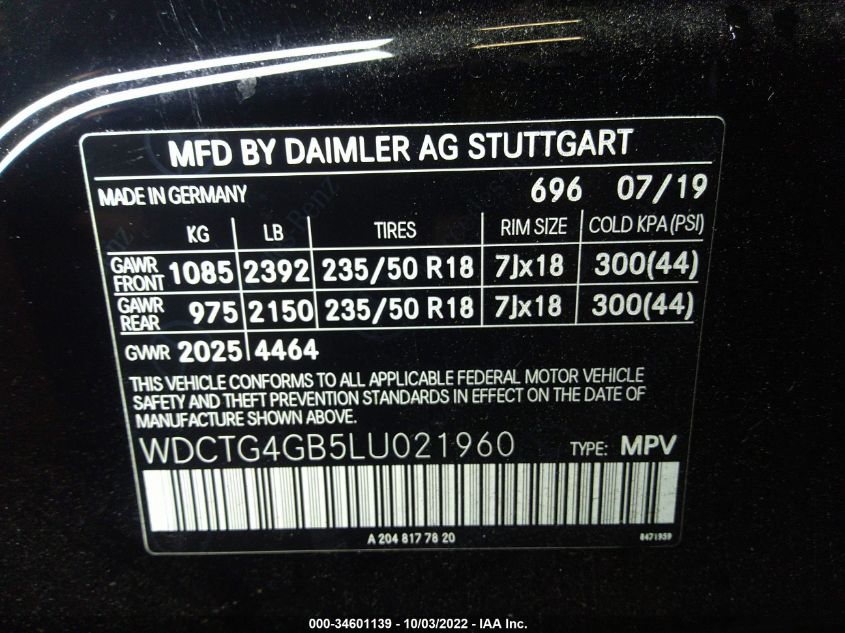 MFD BY DAIMLER AG STUTTGART
MADE IN GERMANY 696 07/19
KG LB TIRES RIM SIZE COLD KPA (PSI)
GAWR FRONT 1085 2392 235/50 R18 7Jx18 300(44)
GAWR REAR 975 2150 235/50 R18 7Jx18 300(44)
GVWR 2025 4464
THIS VEHICLE CONFORMS TO ALL APPLICABLE FEDERAL MOTOR VEHICLE
SAFETY AND THEFT PREVENTION STANDARDS IN EFFECT ON THE DATE OF
MANUFACTURE SHOWN ABOVE.
WDCTG4GB5LU021960 TYPE: MPV
A 204 817 78 20 8471959
000-34601139 - 10/03/2022 - IAA Inc.